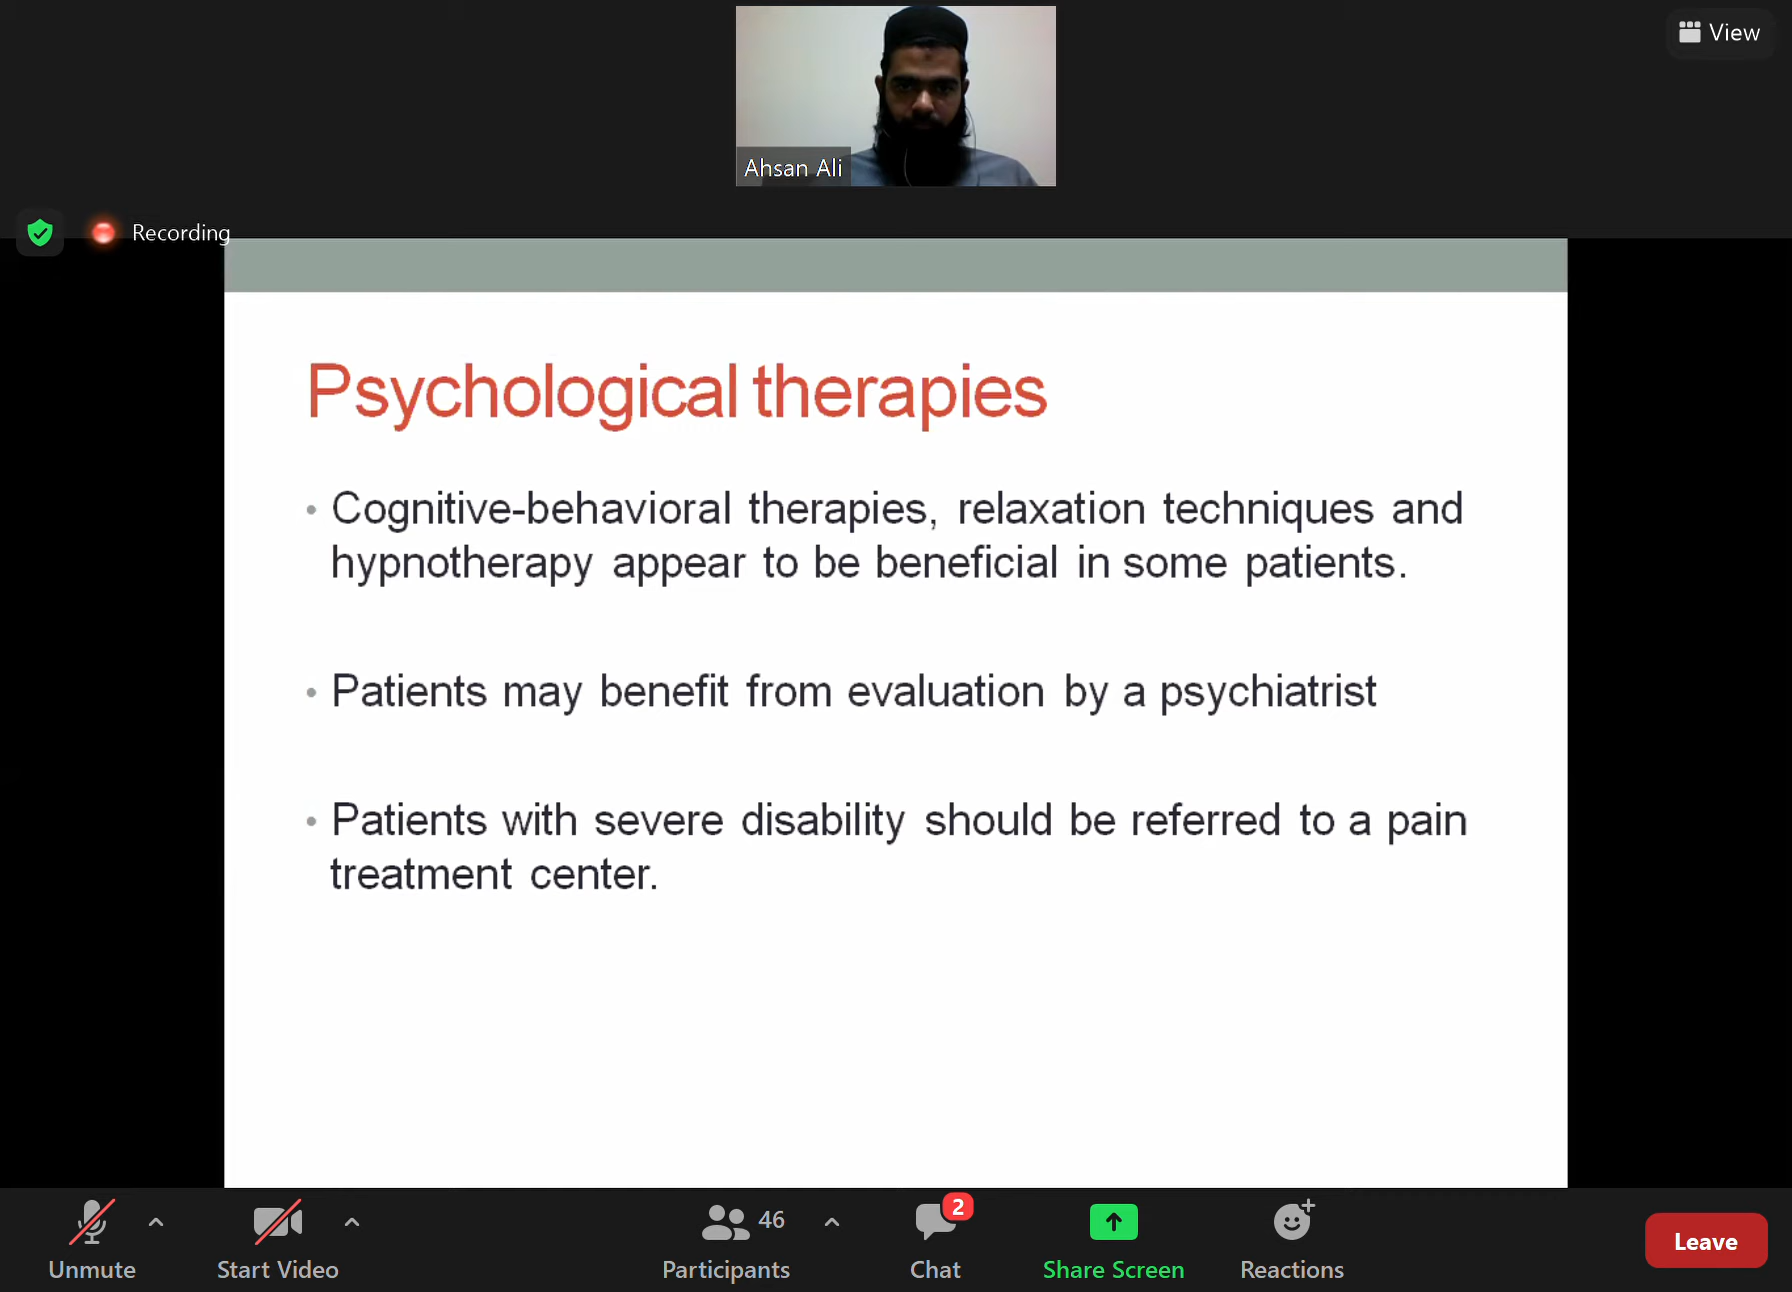 View
Ahsan Ali
Recording
Psychological therapies
• Cognitive-behavioral therapies, relaxation techniques and
hypnotherapy appear to be beneficial in some patients.
• Patients may benefit from evaluation by a psychiatrist
• Patients with severe disability should be referred to a pain
treatment center.
46
2
Unmute
Start Video
Participants
Chat
Share Screen
Reactions
Leave